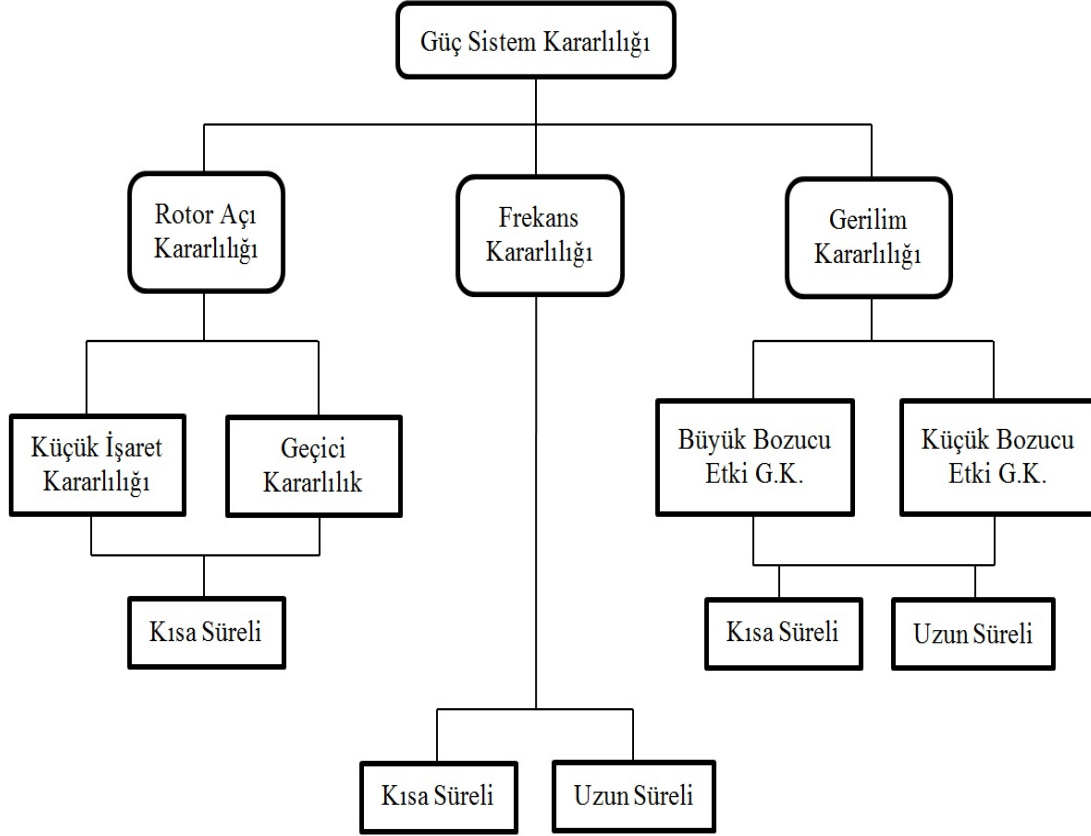 Güç Sistem Kararlılığı
Rotor Açı
Kararlılığı
Frekans
Kararlılığı
Gerilim
Kararlılığı
Küçük İşaret
Kararlılığı
Geçici
Kararlılık
Büyük Bozucu
Etki G.K.
Küçük Bozucu
Etki G.K.
Kısa Süreli
Kısa Süreli
Uzun Süreli
Kısa Süreli
Uzun Süreli